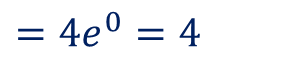 = 4e⁰ = 4